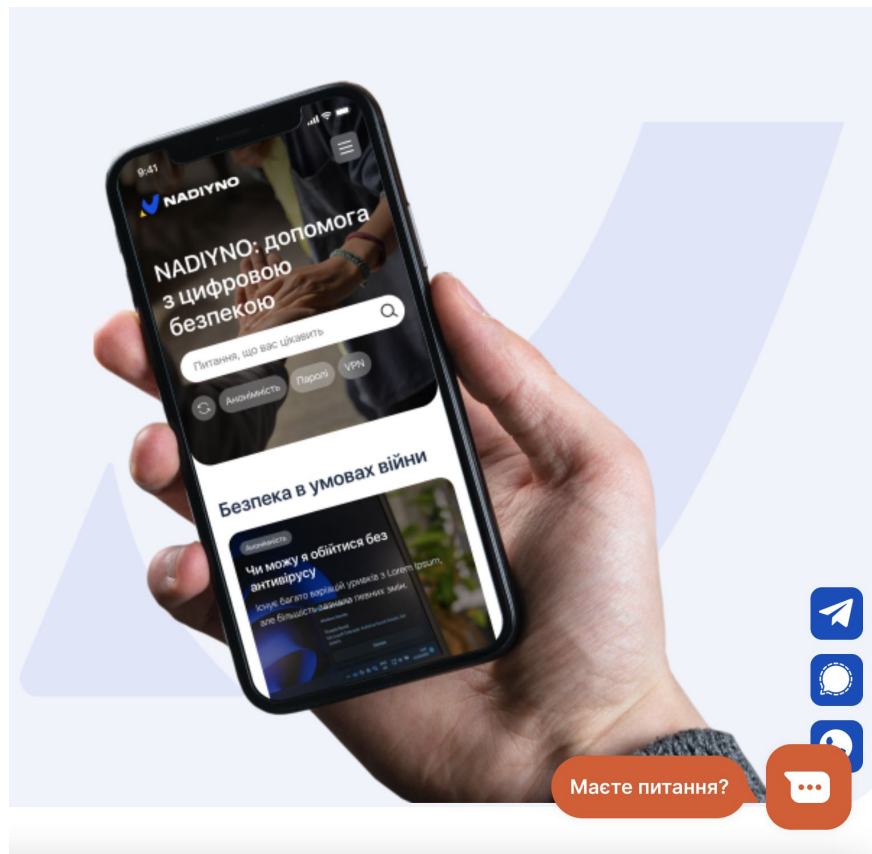 9:41
NADIYNO
NADIYNO: допомога
з цифровою
безпекою
Питання, що вас цікавить
Анонімність
Паролі
VPN
Безпека в умовах війни
Анонімність
Чи можу я обійтися без
антивірусу
Існує багато варіацій уривків з Lorem Ipsum,
але більшість зазнала певних змін.
Маєте питання?